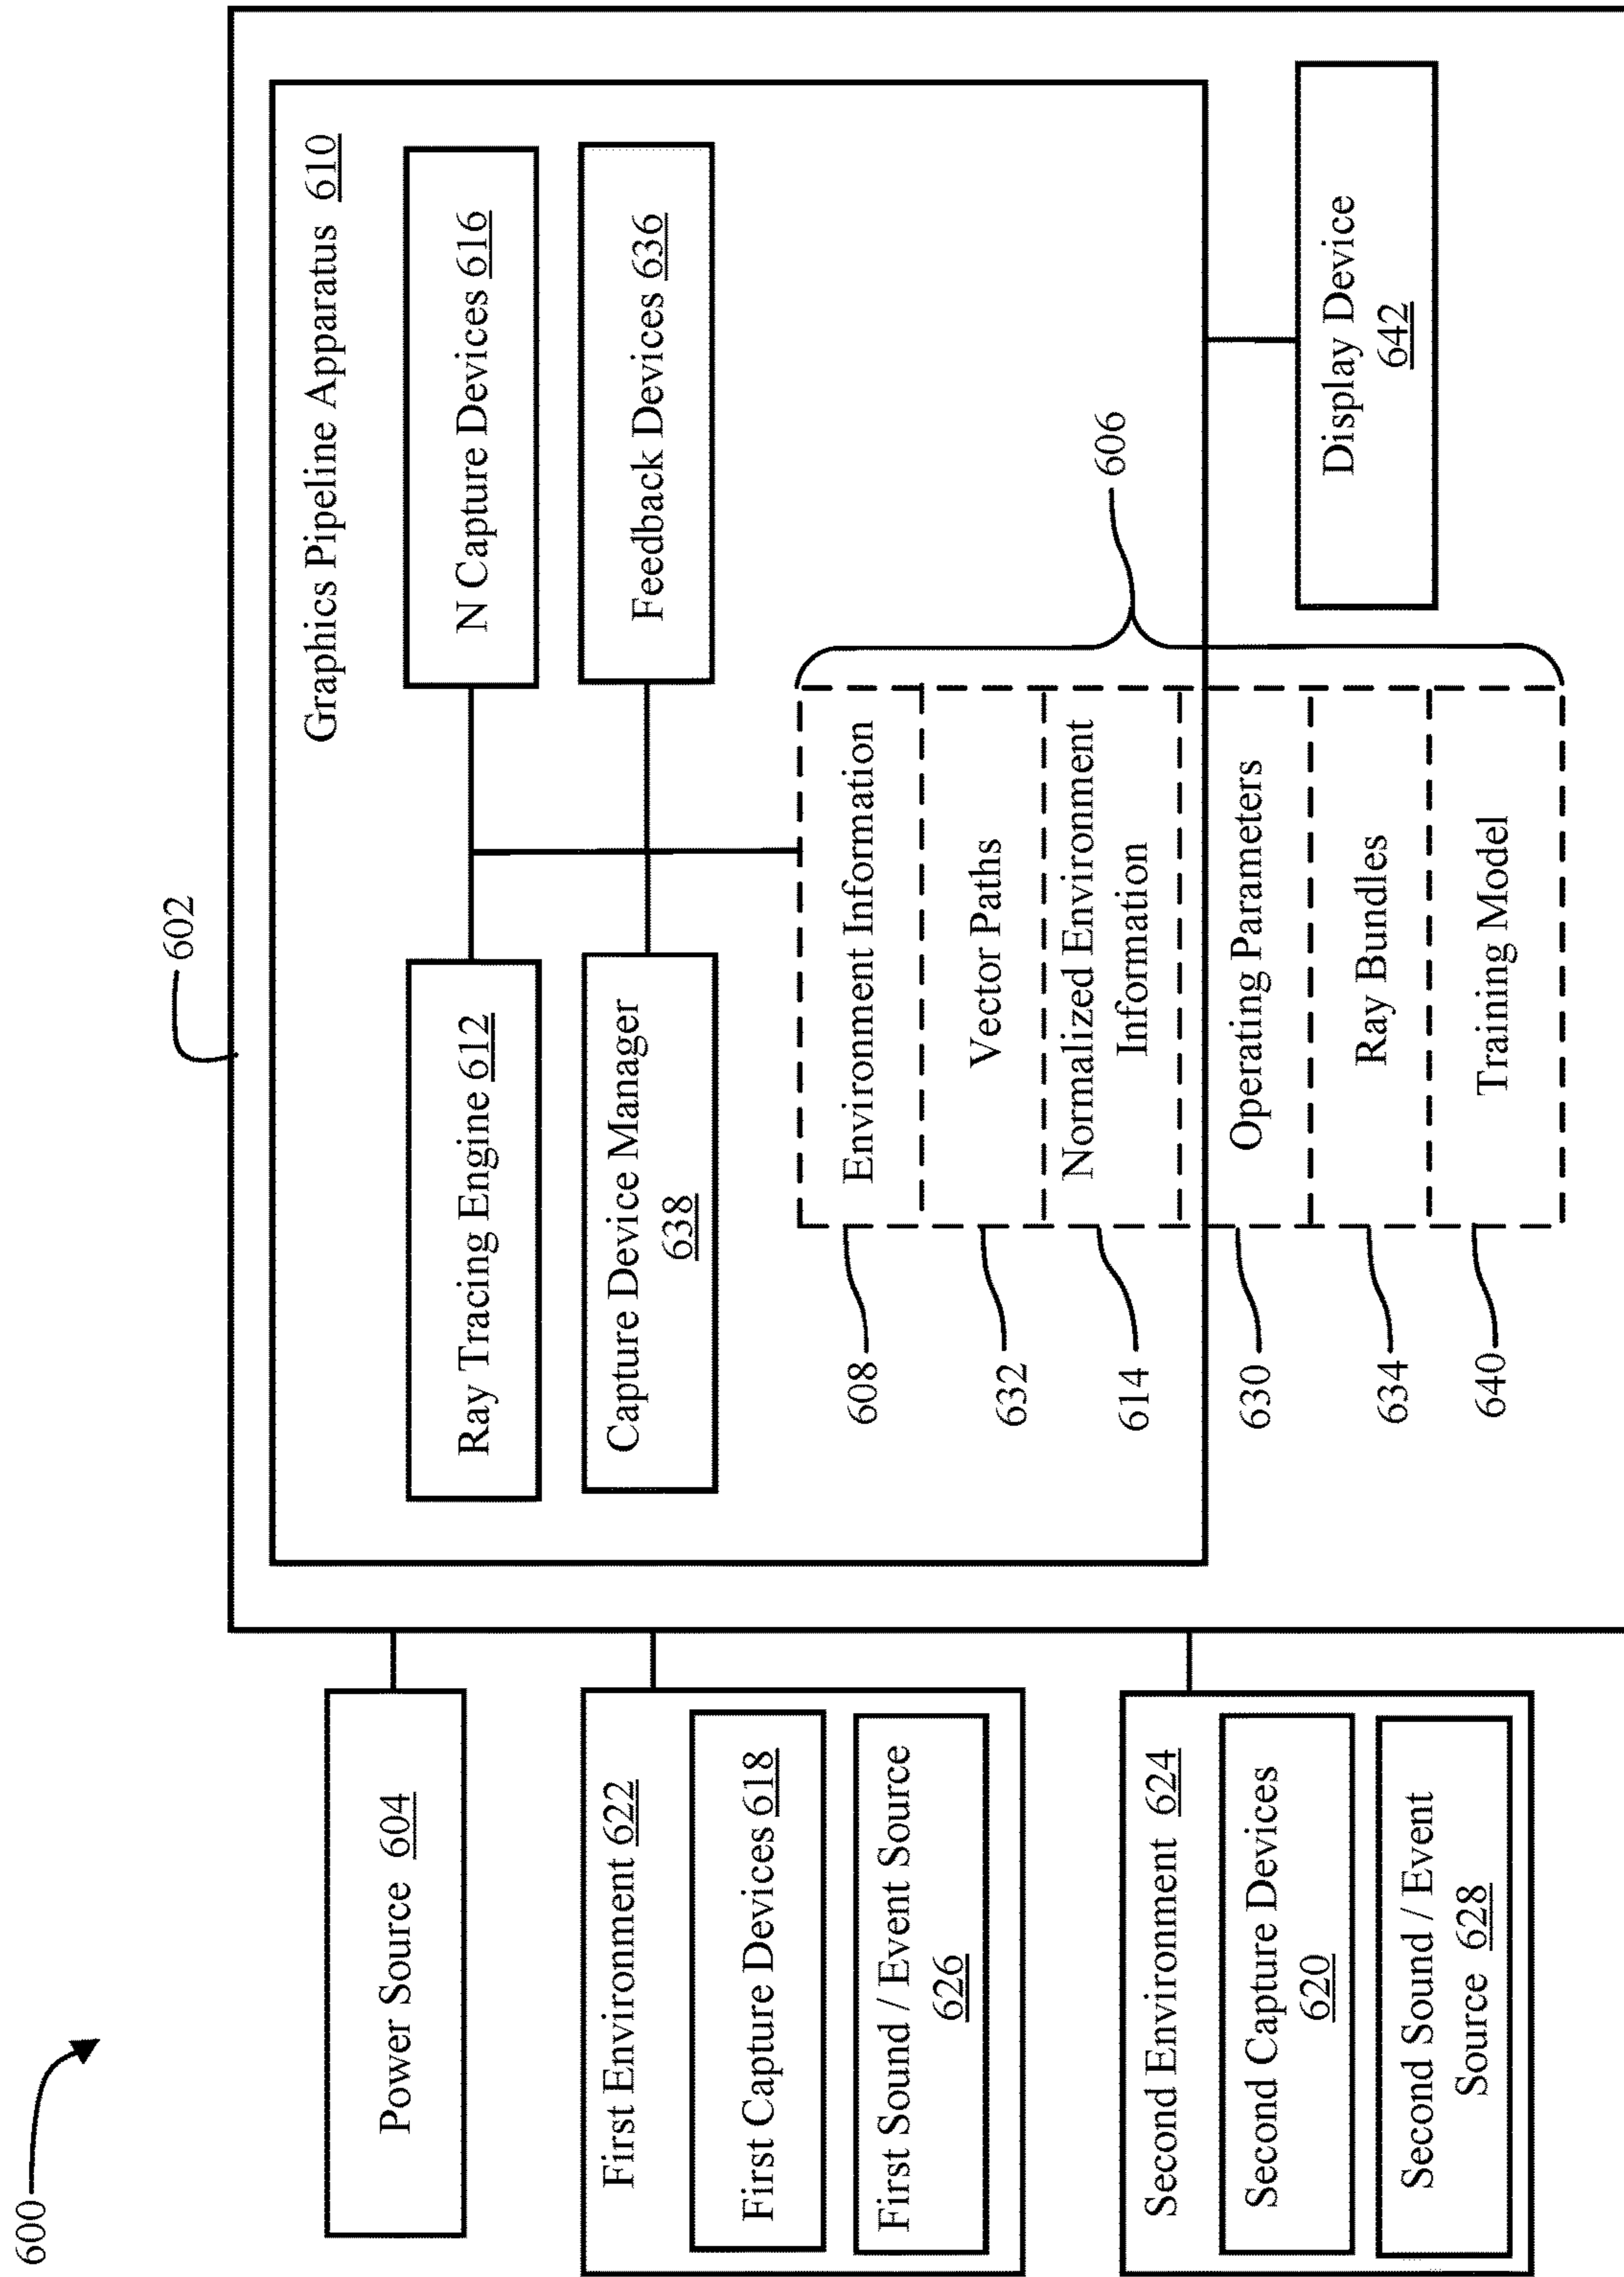 600
602
Power Source 604
First Environment 622
First Capture Devices 618
First Sound / Event Source
626
Second Environment 624
Second Capture Devices
620
Second Sound / Event
Source 628
Graphics Pipeline Apparatus 610
Ray Tracing Engine 612
N Capture Devices 616
Capture Device Manager
638
Feedback Devices 636
606
608
Environment Information
632
Vector Paths
614
Normalized Environment
Information
630
Operating Parameters
634
Ray Bundles
640
Training Model
Display Device
642